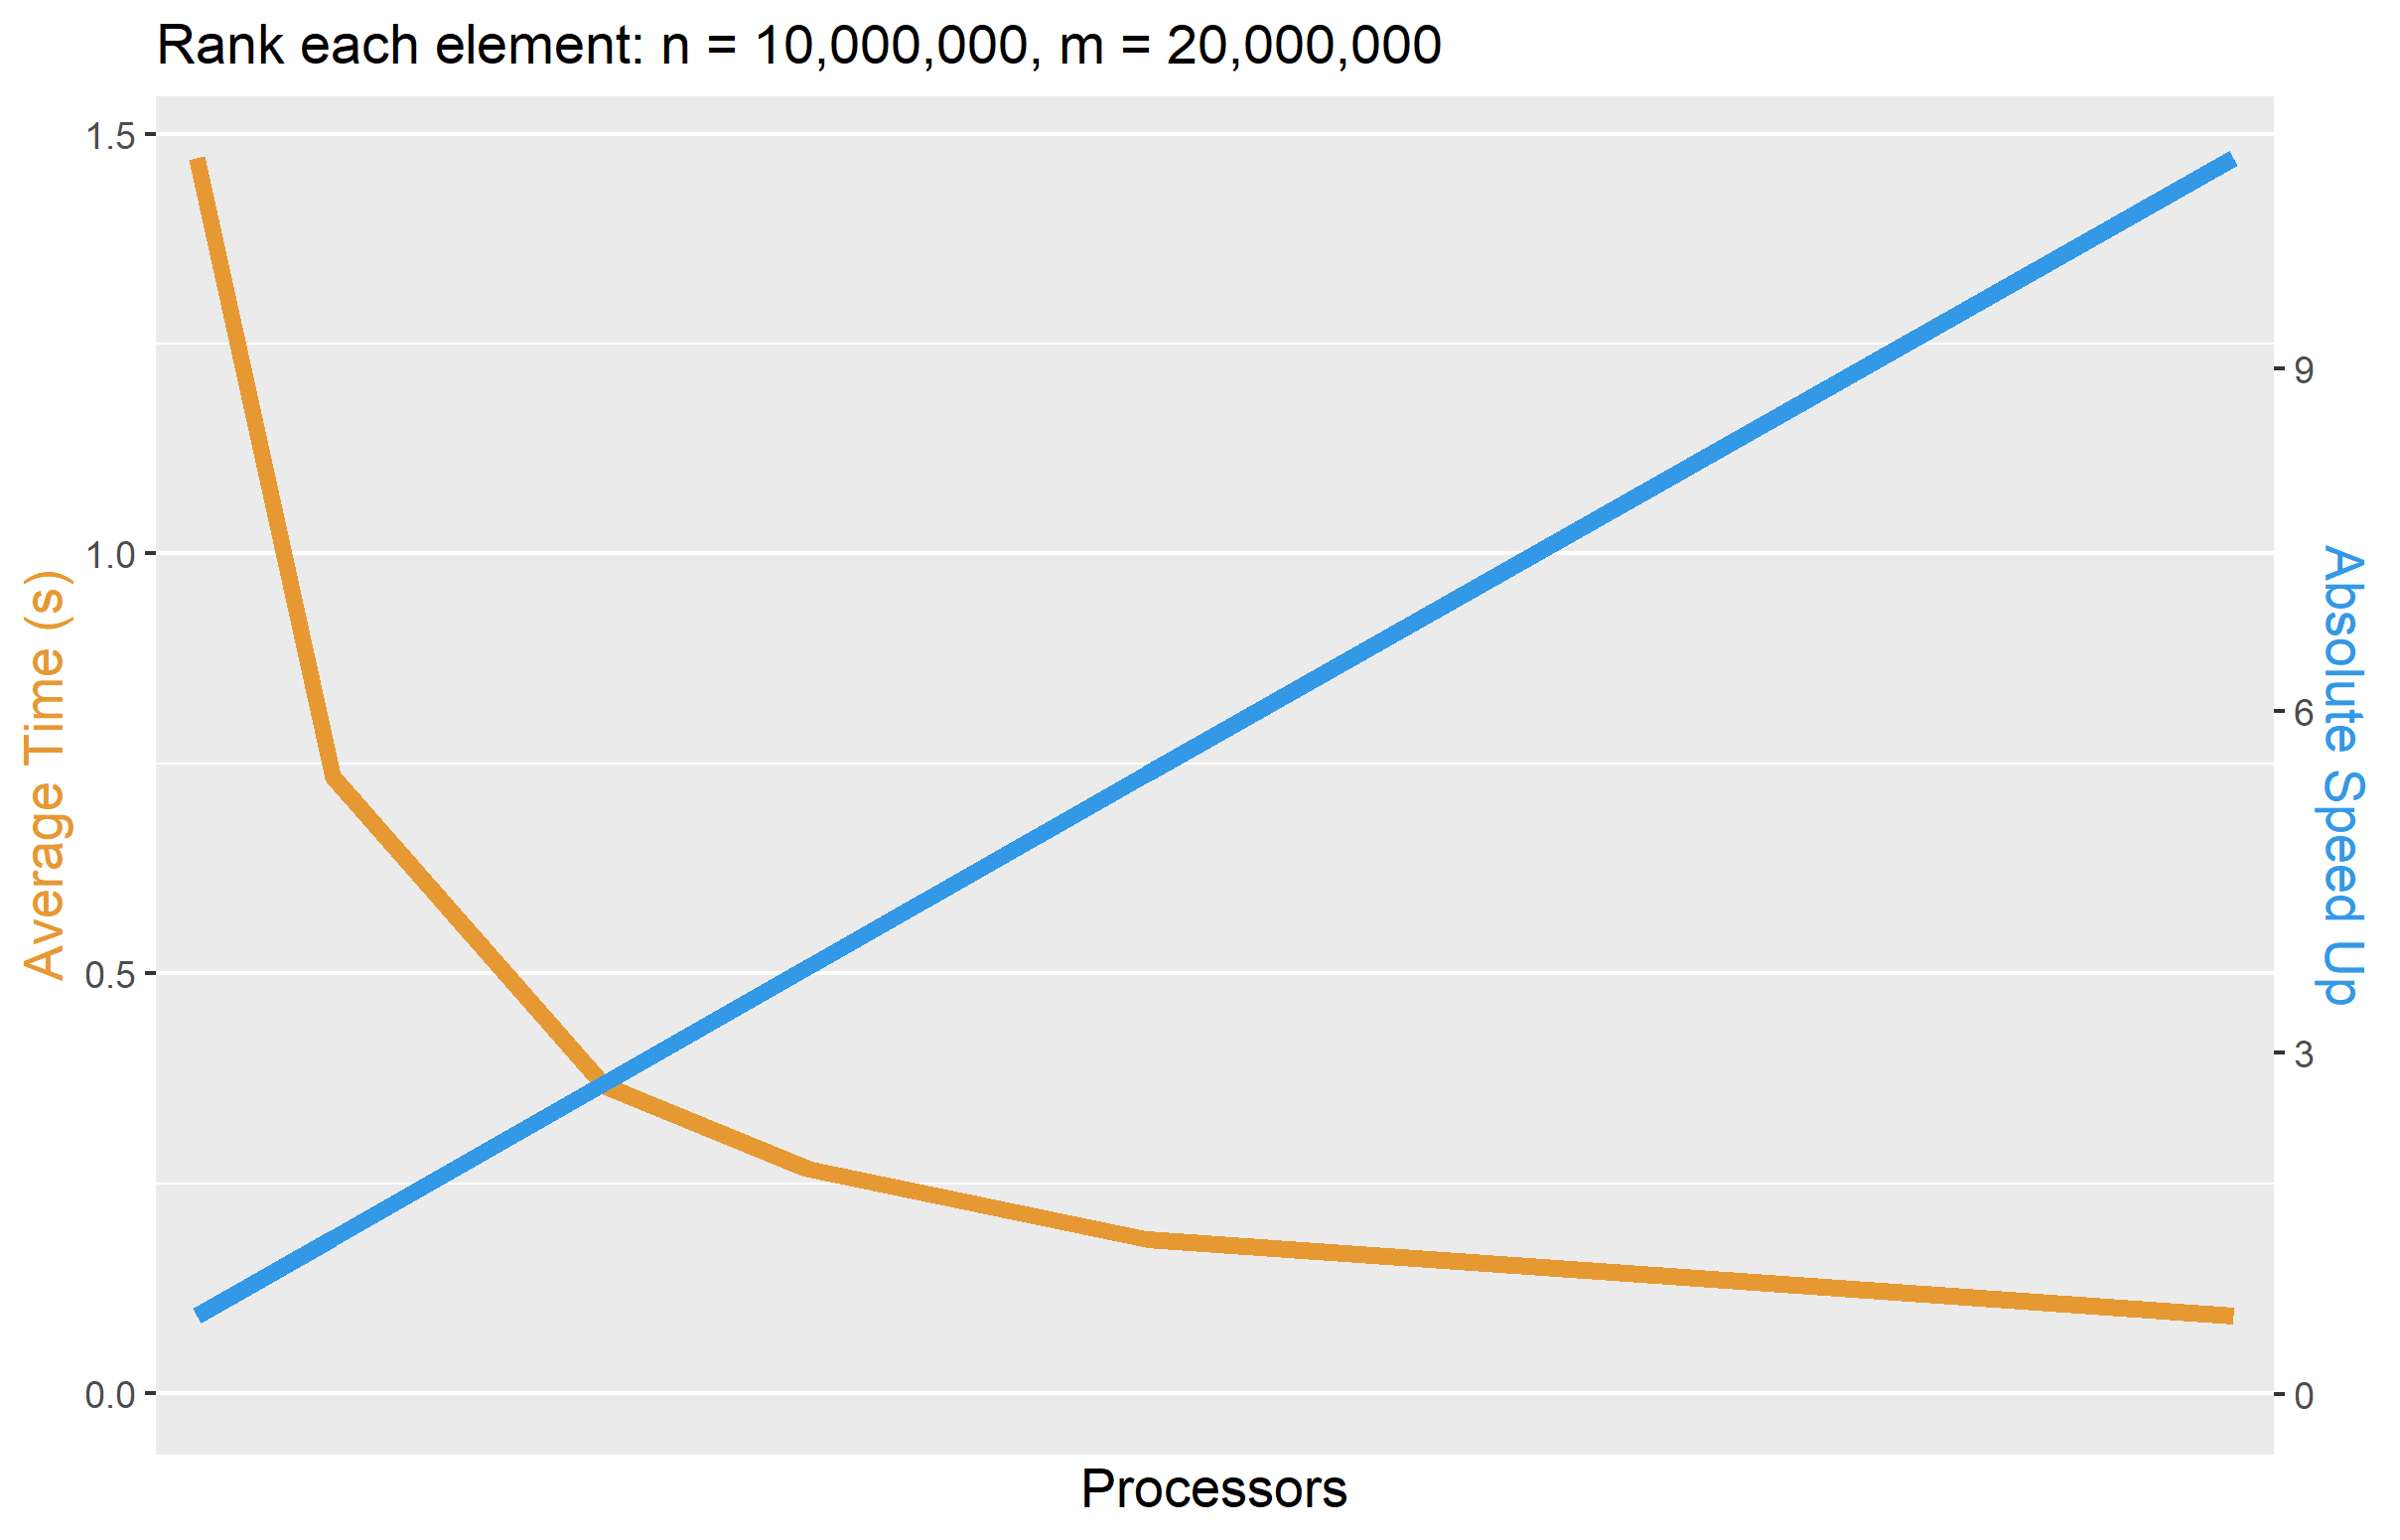 Rank each element: n = 10,000,000, m = 20,000,000
Average Time (s)
1.5
1.0
0.5
0.0
9
6
3
0
Absolute Speed Up
Processors